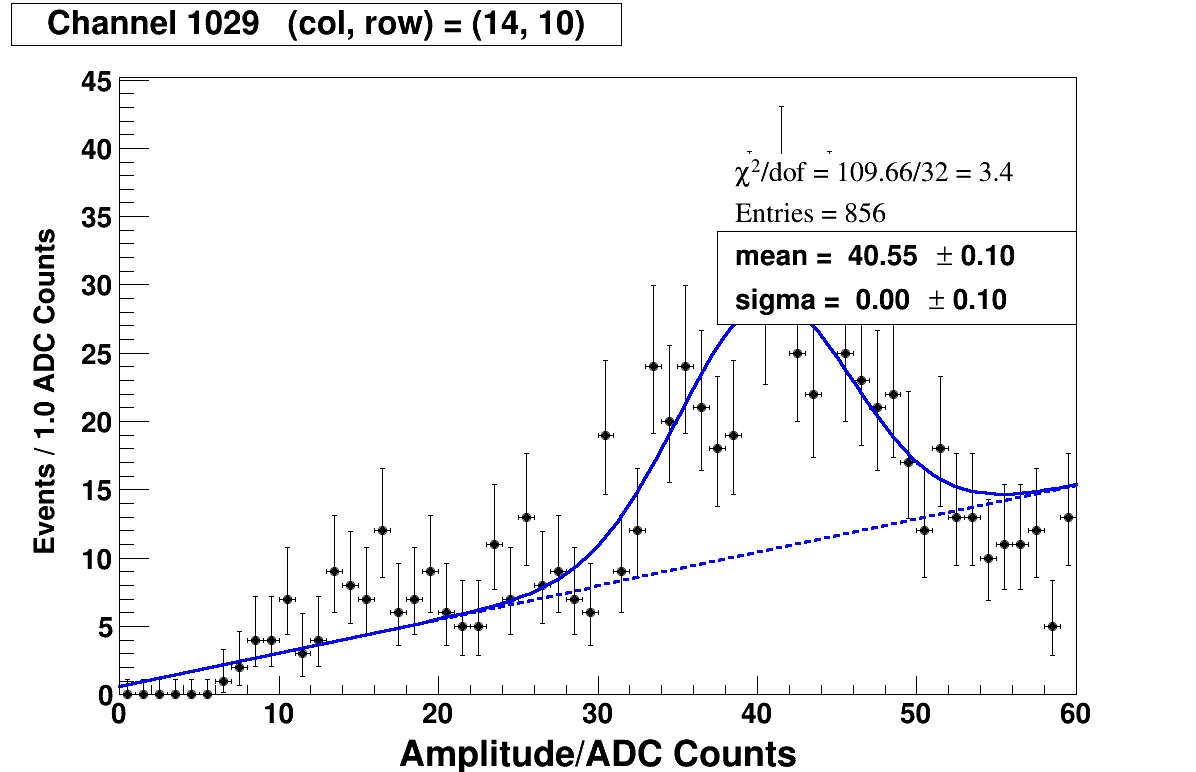 Channel 1029 (col, row) = (14, 10)
45
40
35
30
25
20
15
10
5
0
Events / 1.0 ADC Counts
χ²/dof = 109.66/32 = 3.4
Entries = 856
mean = 40.55 ± 0.10
sigma = 0.00 ± 0.10
0 10 20 30 40 50 60
Amplitude/ADC Counts